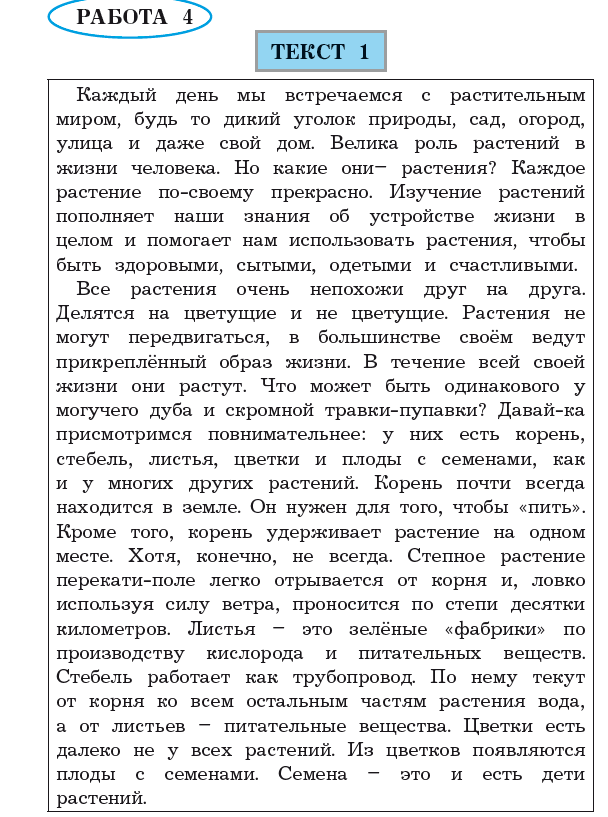 РАБОТА 4
ТЕКСТ 1
Каждый день мы встречаемся с растительным
миром, будь то дикий уголок природы, сад, огород,
улица и даже свой дом. Велика роль растений в
жизни человека. Но какие они− растения? Каждое
растение по-своему прекрасно. Изучение растений
пополняет наши знания об устройстве жизни в
целом и помогает нам использовать растения, чтобы
быть здоровыми, сытыми, одетыми и счастливыми.
Все растения очень непохожи друг на друга.
Делятся на цветущие и не цветущие. Растения не
могут передвигаться, в большинстве своём ведут
прикреплённый образ жизни. В течение всей своей
жизни они растут. Что может быть одинакового у
могучего дуба и скромной травки-пупавки? Давай-ка
присмотримся повнимательнее: у них есть корень,
стебель, листья, цветки и плоды с семенами, как
и у многих других растений. Корень почти всегда
находится в земле. Он нужен для того, чтобы «пить».
Кроме того, корень удерживает растение на одном
месте. Хотя, конечно, не всегда. Степное растение
перекати-поле легко отрывается от корня и, ловко
используя силу ветра, проносится по степи десятки
километров. Листья − это зелёные «фабрики» по
производству кислорода и питательных веществ.
Стебель работает как трубопровод. По нему текут
от корня ко всем остальным частям растения вода,
а от листьев − питательные вещества. Цветки есть
далеко не у всех растений. Из цветков появляются
плоды с семенами. Семена − это и есть дети
растений.